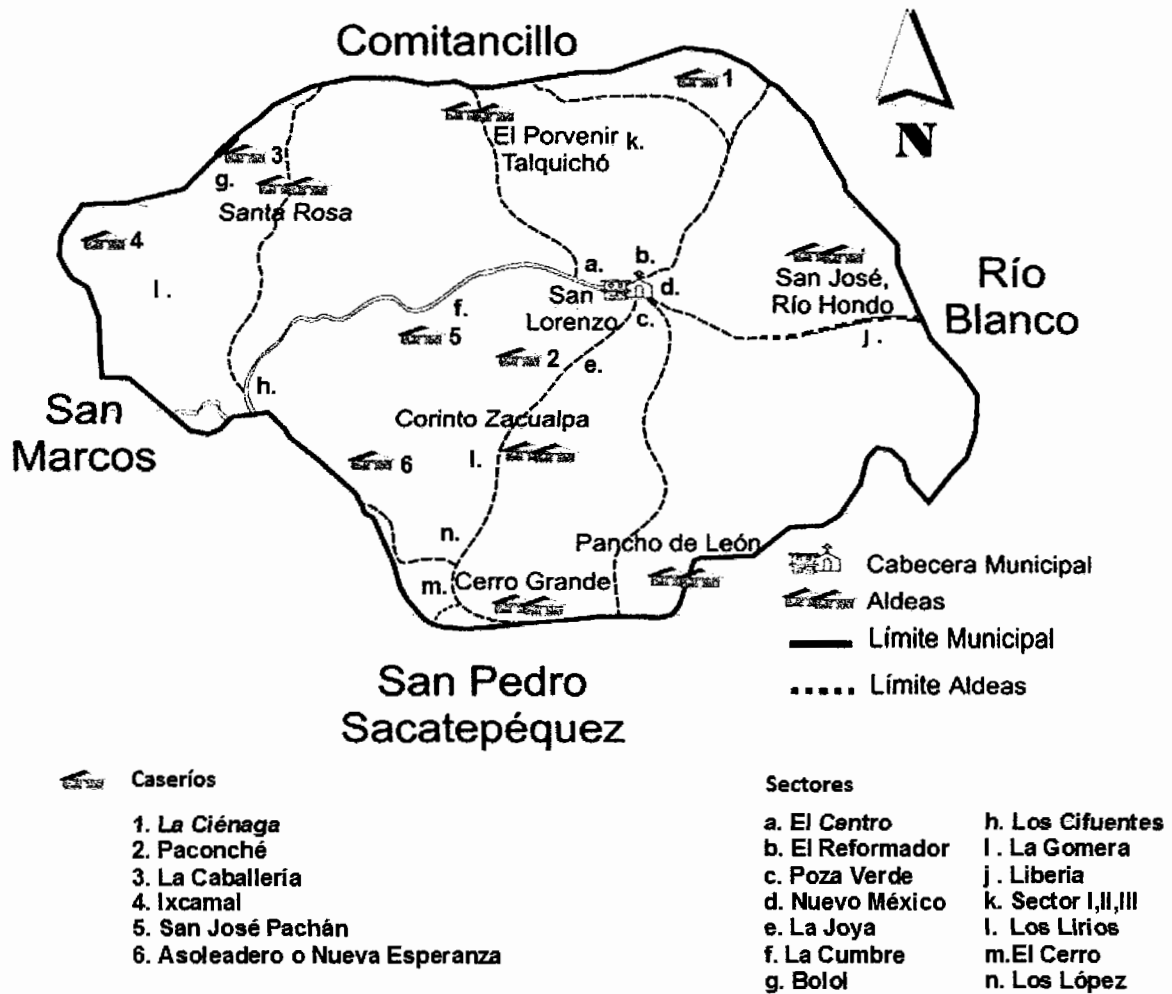 Comitancillo
1
N
El Porvenir k.
Talquichó
3
g.
Santa Rosa
4
l .
a.
b.
San
Lorenzo
d.
c.
San José,
Río Hondo
Río
Blanco
j .
f.
5
2
e.
h.
San
Marcos
Corinto Zacualpa
l.
6
n.
Pancho de León
m.
Cerro Grande
Cabecera Municipal
Aldeas
Límite Municipal
Límite Aldeas
San Pedro
Sacatepéquez
Caseríos
1. La Ciénaga
2. Paconché
3. La Caballería
4. Ixcamal
5. San José Pachán
6. Asoleadero o Nueva Esperanza
Sectores
a. El Centro
b. El Reformador
c. Poza Verde
d. Nuevo México
e. La Joya
f. La Cumbre
g. Bolol
h. Los Cifuentes
I . La Gomera
j . Liberia
k. Sector I,II,III
l. Los Lirios
m.El Cerro
n. Los López